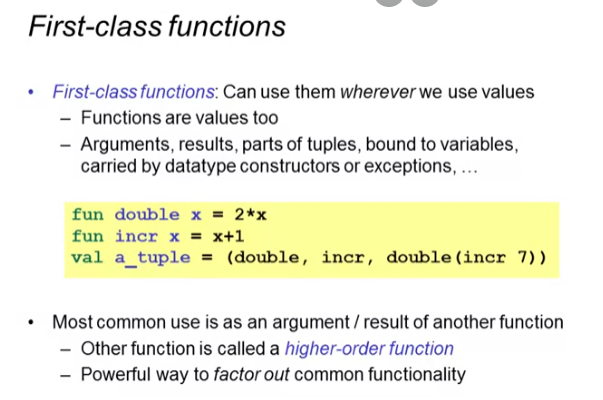 First-class functions
• First-class functions: Can use them wherever we use values
– Functions are values too
– Arguments, results, parts of tuples, bound to variables,
carried by datatype constructors or exceptions, …
fun double x = 2*x
fun incr x = x+1
val a_tuple = (double, incr, double(incr 7))
• Most common use is as an argument / result of another function
– Other function is called a higher-order function
– Powerful way to factor out common functionality